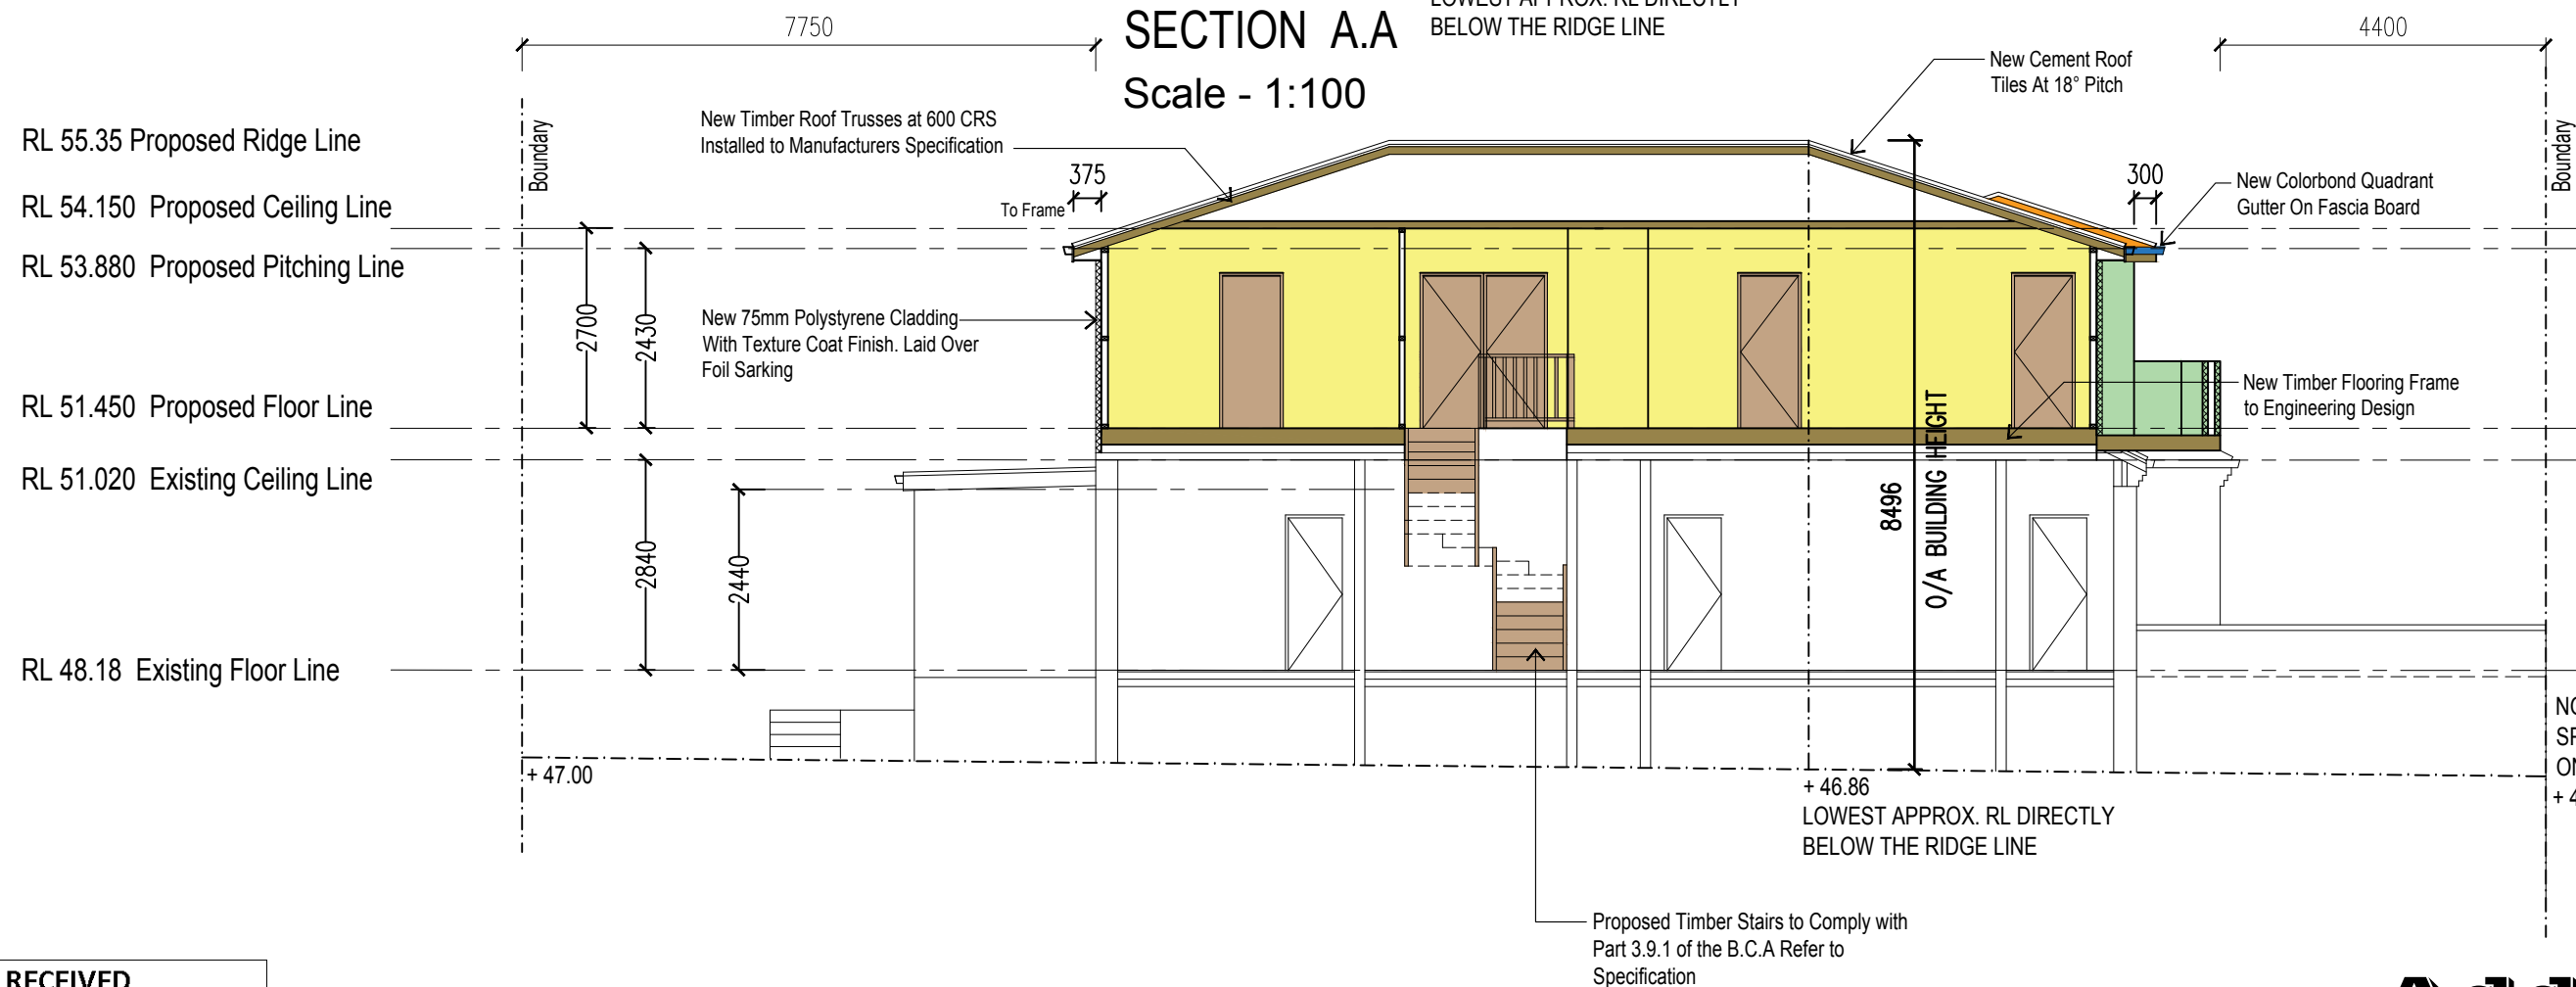 BELOW THE RIDGE LINE
7750
SECTION A.A
Scale - 1:100
4400
New Cement Roof
Tiles At 18° Pitch
New Timber Roof Trusses at 600 CRS
Installed to Manufacturers Specification
Boundary
Boundary
RL 55.35 Proposed Ridge Line
375
To Frame
300
New Colorbond Quadrant
Gutter On Fascia Board
RL 54.150 Proposed Ceiling Line
RL 53.880 Proposed Pitching Line
2700
2430
New 75mm Polystyrene Cladding
With Texture Coat Finish. Laid Over
Foil Sarking
RL 51.450 Proposed Floor Line
New Timber Flooring Frame
to Engineering Design
RL 51.020 Existing Ceiling Line
8496
O/A BUILDING HEIGHT
2840
2440
RL 48.18 Existing Floor Line
+ 47.00
+ 46.86
LOWEST APPROX. RL DIRECTLY
BELOW THE RIDGE LINE
Proposed Timber Stairs to Comply with
Part 3.9.1 of the B.C.A Refer to
Specification
RECEIVED